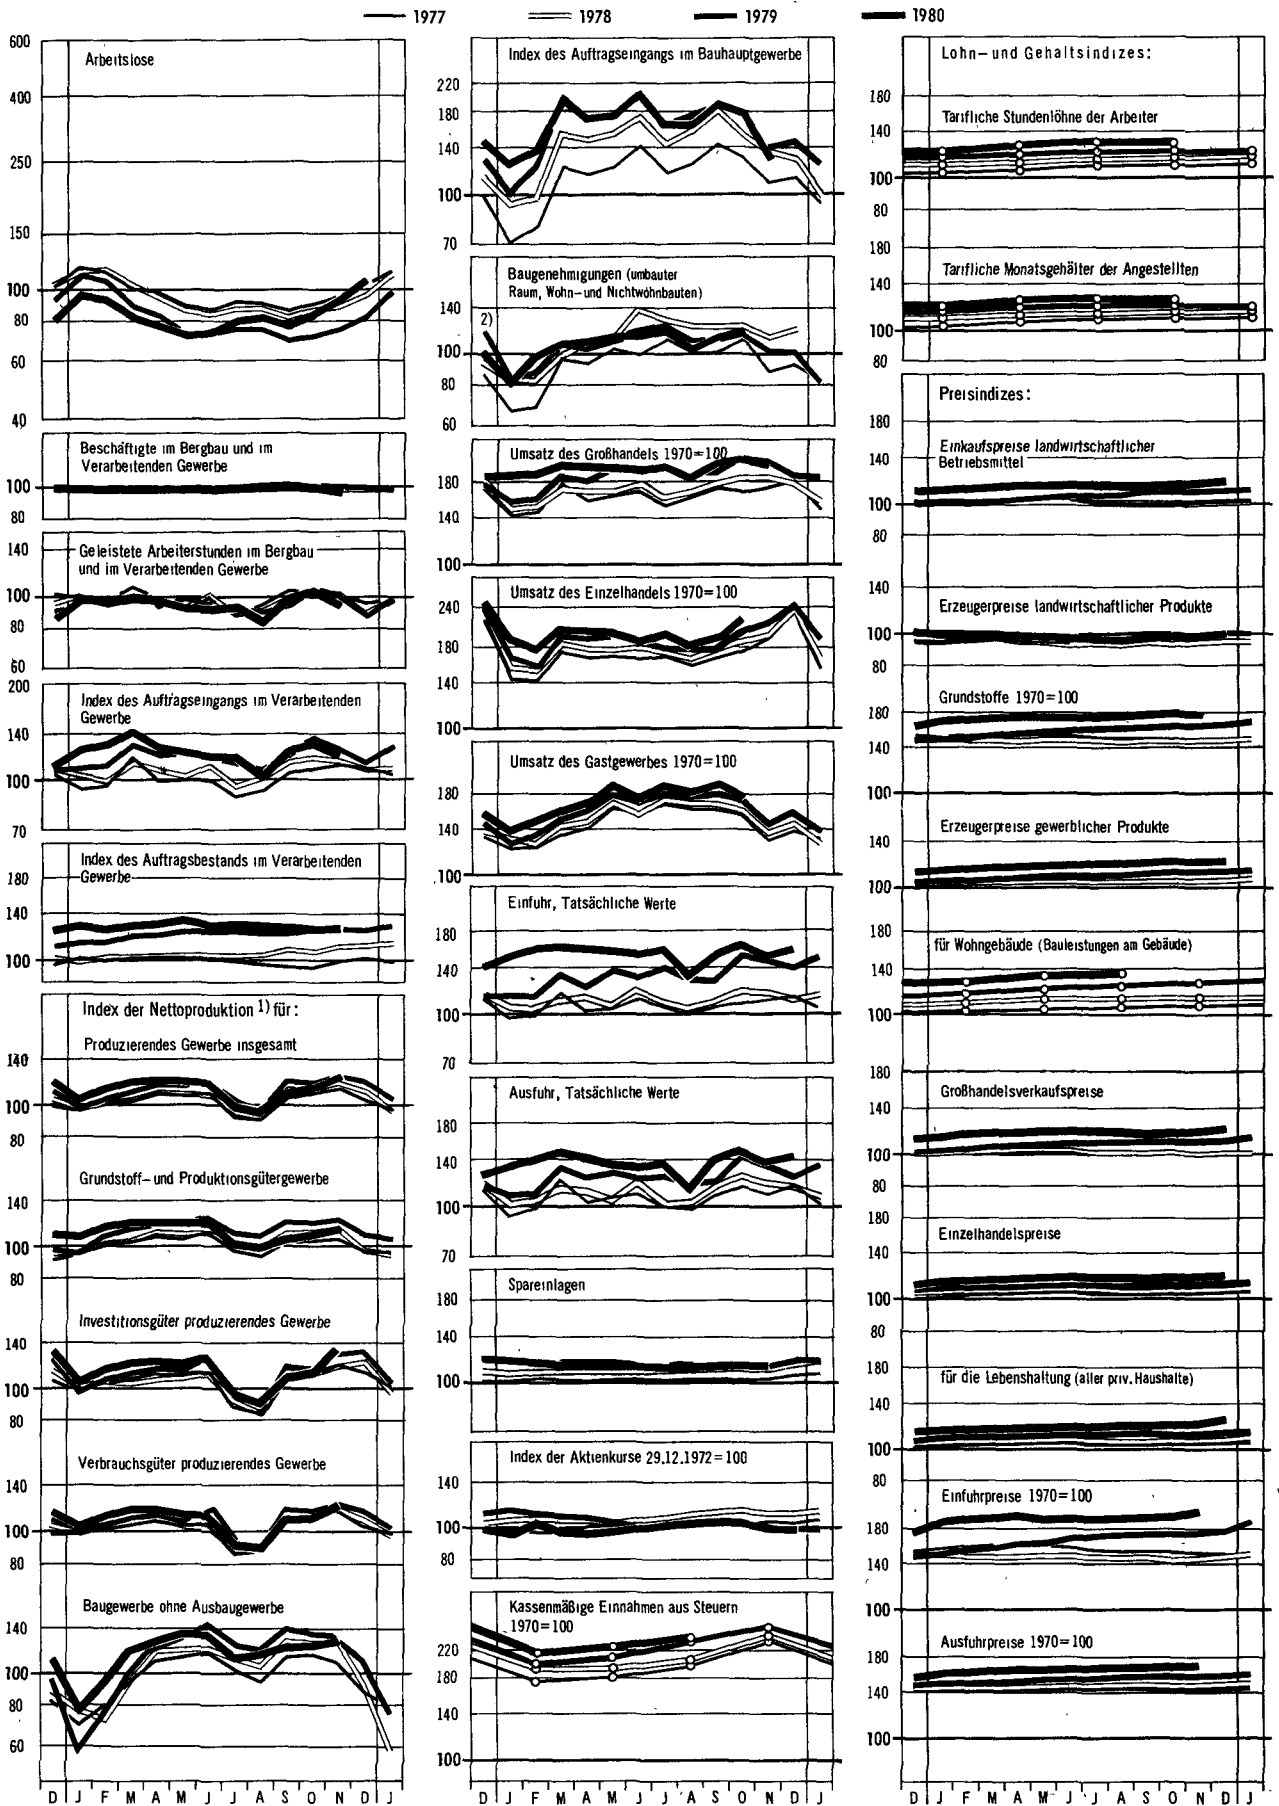 1977
1978
1979
1980
Arbeitslose
600
400
250
150
100
80
60
40
Beschäftigte im Bergbau und im
Verarbeitenden Gewerbe
100
80
Geleistete Arbeiterstunden im Bergbau
und im Verarbeitenden Gewerbe
140
100
80
60
Index des Auftragseingangs im Verarbeitenden
Gewerbe
200
140
100
70
Index des Auftragsbestands im Verarbeitenden
Gewerbe
180
140
100
Index der Nettoproduktion 1) für:
Produzierendes Gewerbe insgesamt
140
100
80
Grundstoff- und Produktionsgütergewerbe
140
100
80
Investitionsgüter produzierendes Gewerbe
140
100
80
Verbrauchsgüter produzierendes Gewerbe
140
100
80
Baugewerbe ohne Ausbaugewerbe
140
100
80
60
D J F M A M J J A S O N D J
Index des Auftragseingangs im Bauhauptgewerbe
220
180
140
100
70
Baugenehmigungen (umbauter
Raum, Wohn- und Nichtwohnbauten)
140
2)
100
80
60
Umsatz des Großhandels 1970=100
180
140
100
Umsatz des Einzelhandels 1970=100
240
180
140
100
Umsatz des Gastgewerbes 1970=100
180
140
100
Einfuhr, Tatsächliche Werte
180
140
100
70
Ausfuhr, Tatsächliche Werte
180
140
100
70
Spareinlagen
180
140
100
Index der Aktienkurse 29.12.1972=100
140
100
80
Kassenmäßige Einnahmen aus Steuern
1970=100
220
180
140
100
D J F M A M J J A S O N D J
Lohn- und Gehaltsindizes:
180
Tarifliche Stundenlöhne der Arbeiter
140
100
80
180
Tarifliche Monatsgehälter der Angestellten
140
100
80
Preisindizes:
180
Einkaufspreise landwirtschaftlicher
Betriebsmittel
140
100
80
140
Erzeugerpreise landwirtschaftlicher Produkte
100
80
Grundstoffe 1970=100
180
140
100
Erzeugerpreise gewerblicher Produkte
140
100
180
für Wohngebäude (Bauleistungen am Gebäude)
140
100
180
Großhandelsverkaufspreise
140
100
80
180
Einzelhandelspreise
140
100
80
180
für die Lebenshaltung (aller priv. Haushalte)
140
100
80
Einfuhrpreise 1970=100
180
140
100
Ausfuhrpreise 1970=100
180
140
100
D J F M A M J J A S O N D J